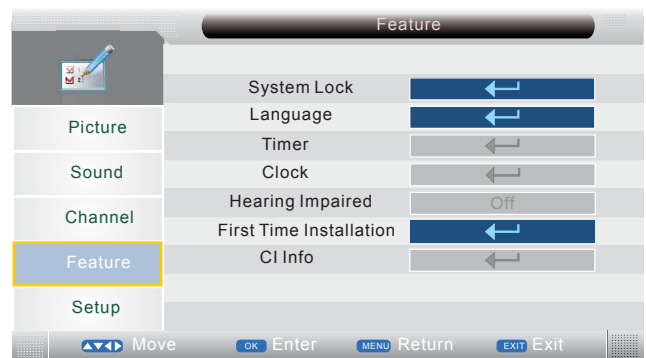 Feature
System Lock
Language
Timer
Clock
Hearing Impaired Off
First Time Installation
CI Info
Picture
Sound
Channel
Feature
Setup
Move OK Enter MENU Return EXIT Exit